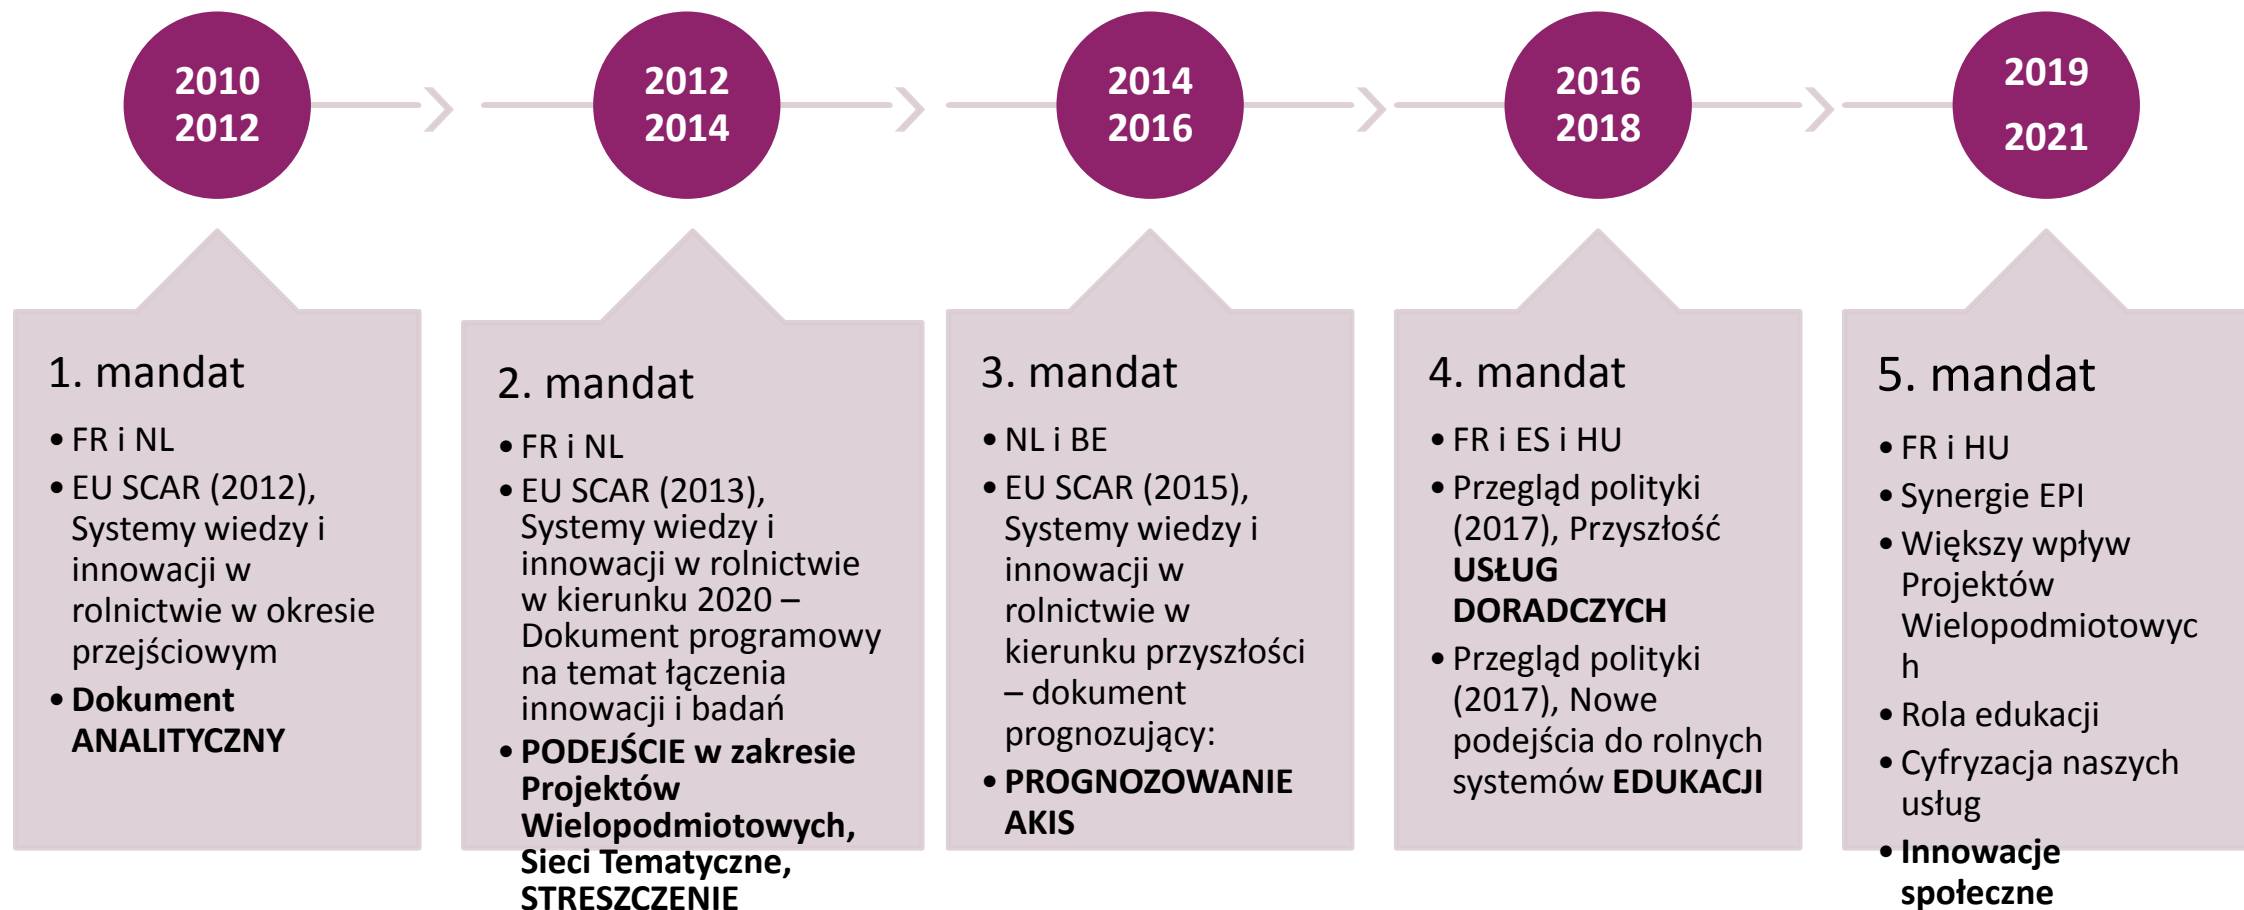 2010
2012
2012
2014
2014
2016
2016
2018
2019
2021
1. mandat
• FR i NL
• EU SCAR (2012),
Systemy wiedzy i
innowacji w
rolnictwie w okresie
przejściowym
• Dokument
ANALITYCZNY
2. mandat
• FR i NL
• EU SCAR (2013),
Systemy wiedzy i
innowacji w rolnictwie
w kierunku 2020 –
Dokument programowy
na temat łączenia
innowacji i badań
• PODEJŚCIE w zakresie
Projektów
Wielopodmiotowych,
Sieci Tematyczne,
STRESZCZENIE
3. mandat
• NL i BE
• EU SCAR (2015),
Systemy wiedzy i
innowacji w
rolnictwie w
kierunku przyszłości
– dokument
prognozujący:
• PROGNOZOWANIE
AKIS
4. mandat
• FR i ES i HU
• Przegląd polityki
(2017), Przyszłość
USŁUG
DORADCZYCH
• Przegląd polityki
(2017), Nowe
podejścia do rolnych
systemów EDUKACJI
5. mandat
• FR i HU
• Synergie EPI
• Większy wpływ
Projektów
Wielopodmiotowyc
h
• Rola edukacji
• Cyfryzacja naszych
usług
• Innowacje
społeczne